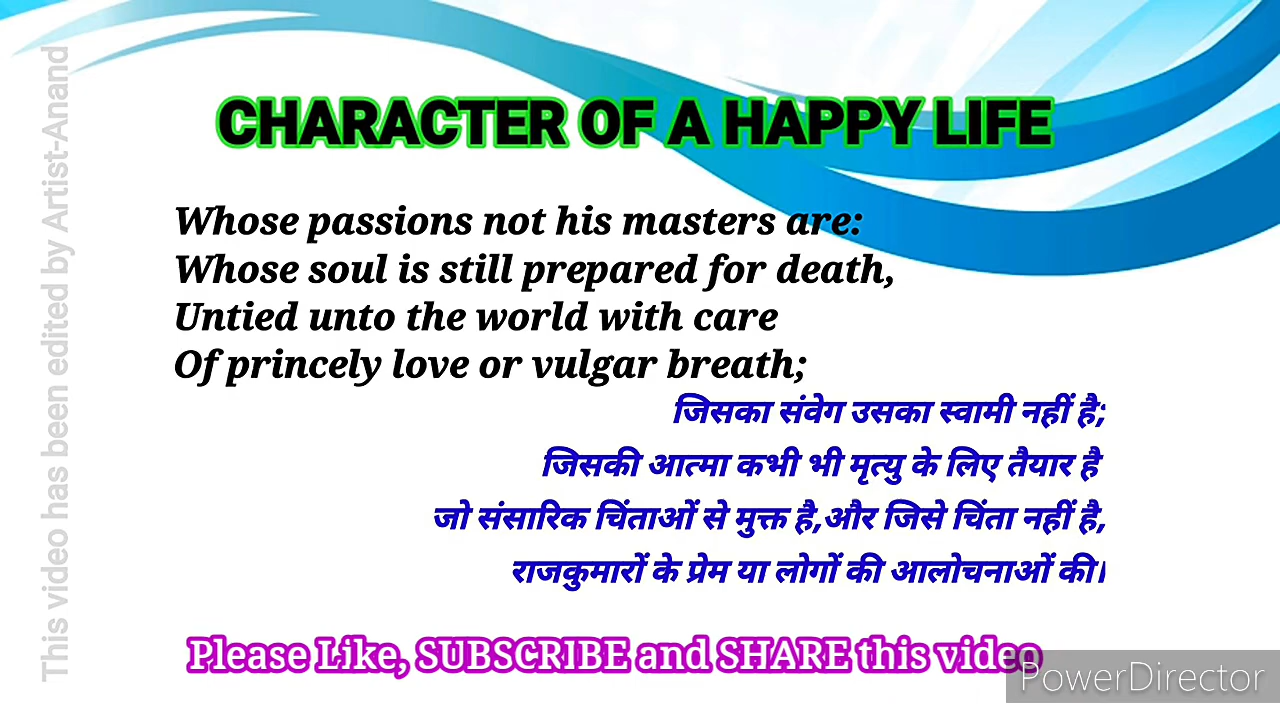 CHARACTER OF A HAPPY LIFE
Whose passions not his masters are:
Whose soul is still prepared for death,
Untied unto the world with care
Of princely love or vulgar breath;
जिसका संवेग उसका स्वामी नहीं है;
जिसकी आत्मा कभी भी मृत्यु के लिए तैयार है
जो संसारिक चिंताओं से मुक्त है,और जिसे चिंता नहीं है,
राजकुमारों के प्रेम या लोगों की आलोचनाओं की।
Please Like, SUBSCRIBE and SHARE this video
PowerDirector
This video has been edited by Artist-Anand